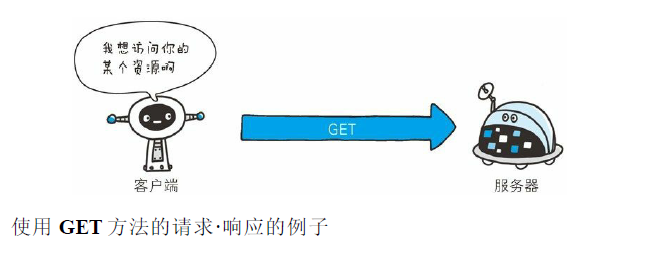 我想访问你的
某个资源啊
GET
客户端
服务器
使用 GET 方法的请求·响应的例子